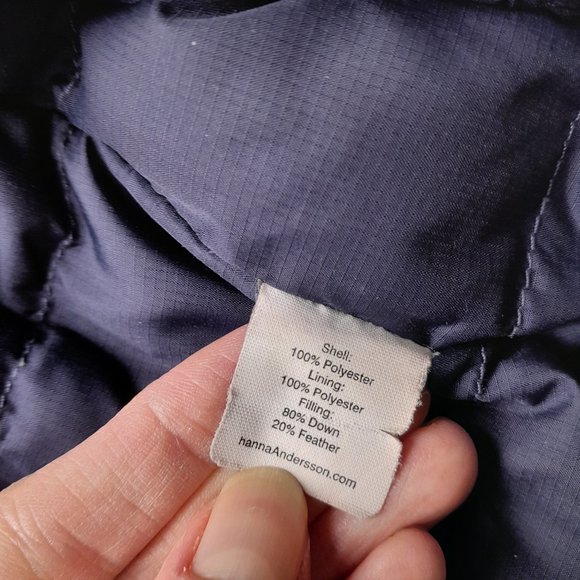 Shell:
100% Polyester
Lining:
100% Polyester
Filling:
80% Down
20% Feather
hannaAndersson.com